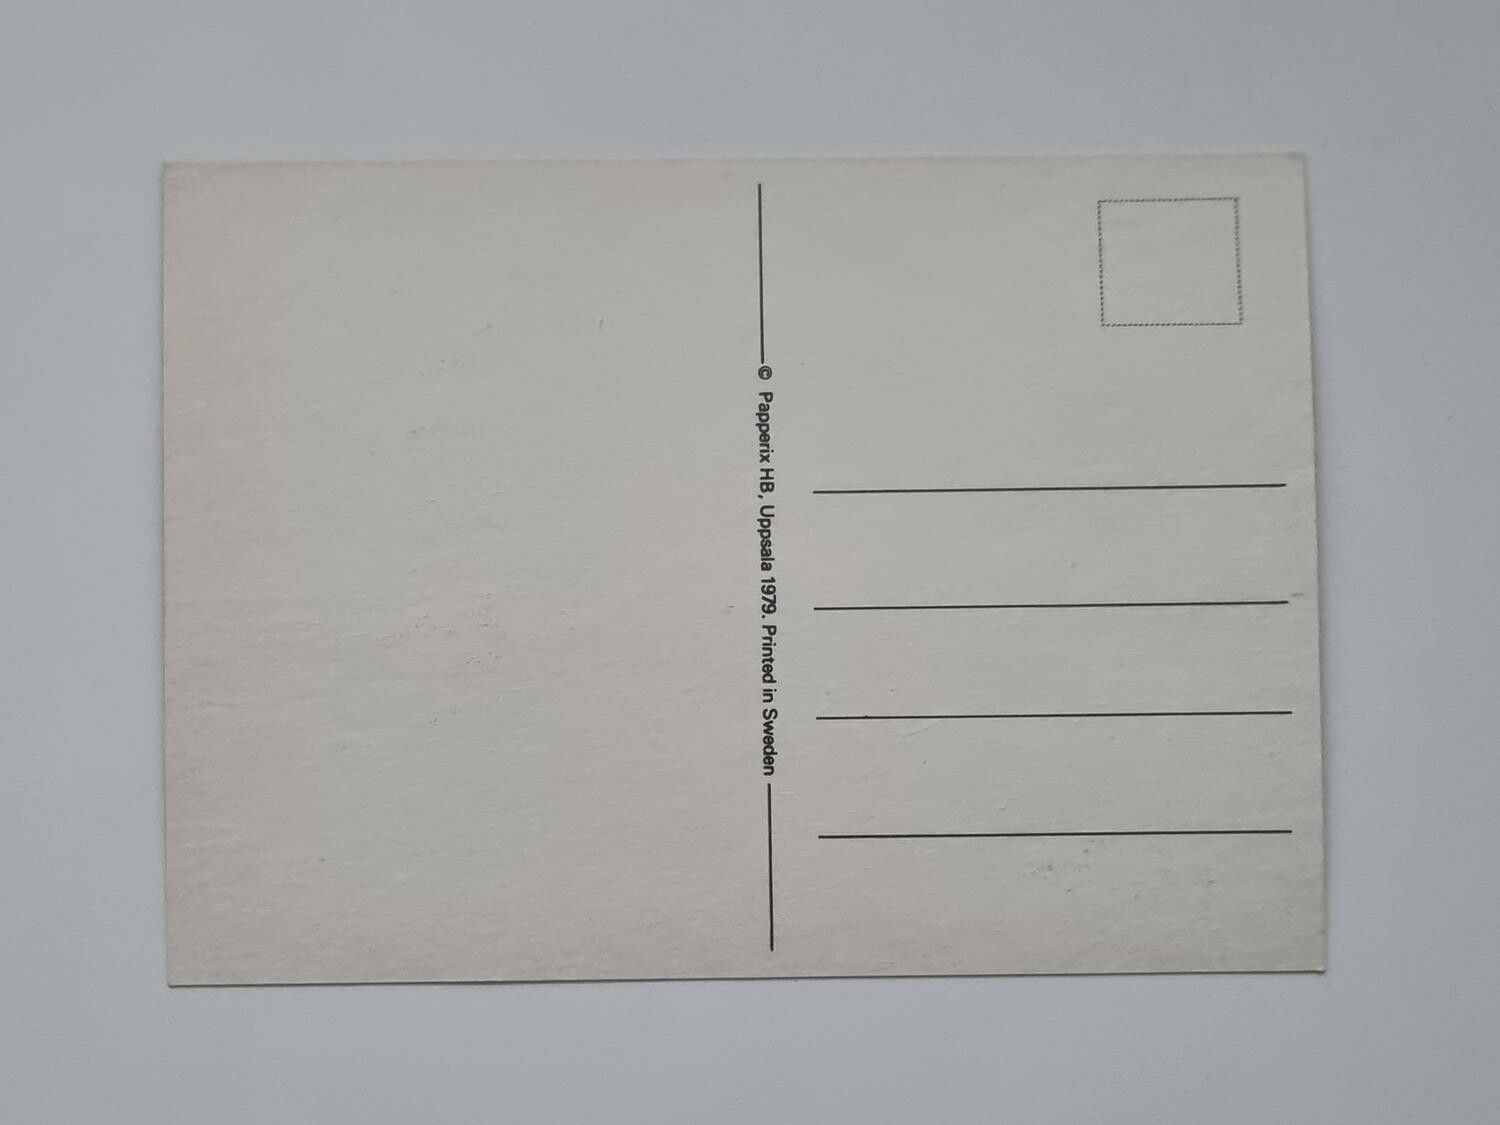 © Papperix HB, Uppsala 1979. Printed in Sweden